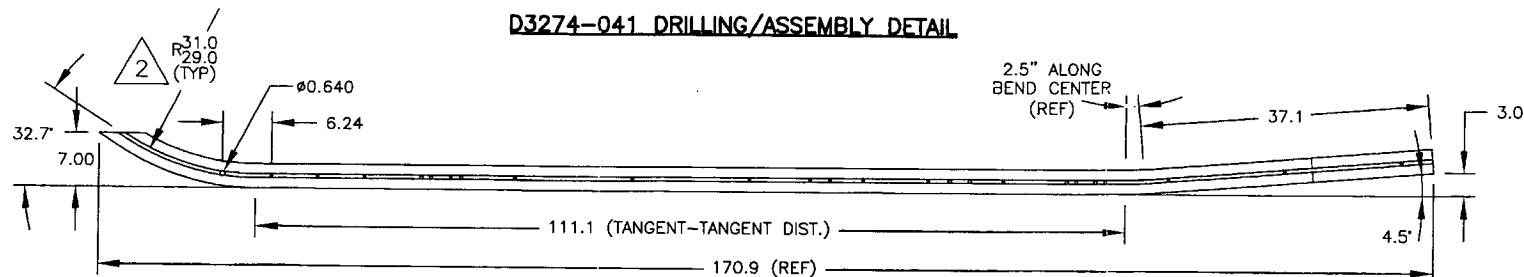 D3274-041 DRILLING/ASSEMBLY DETAIL
2
R31.0
29.0
(TYP)
ø0.640
6.24
32.7°
7.00
2.5" ALONG
BEND CENTER
(REF)
37.1
3.0
4.5°
111.1 (TANGENT-TANGENT DIST.)
170.9 (REF)